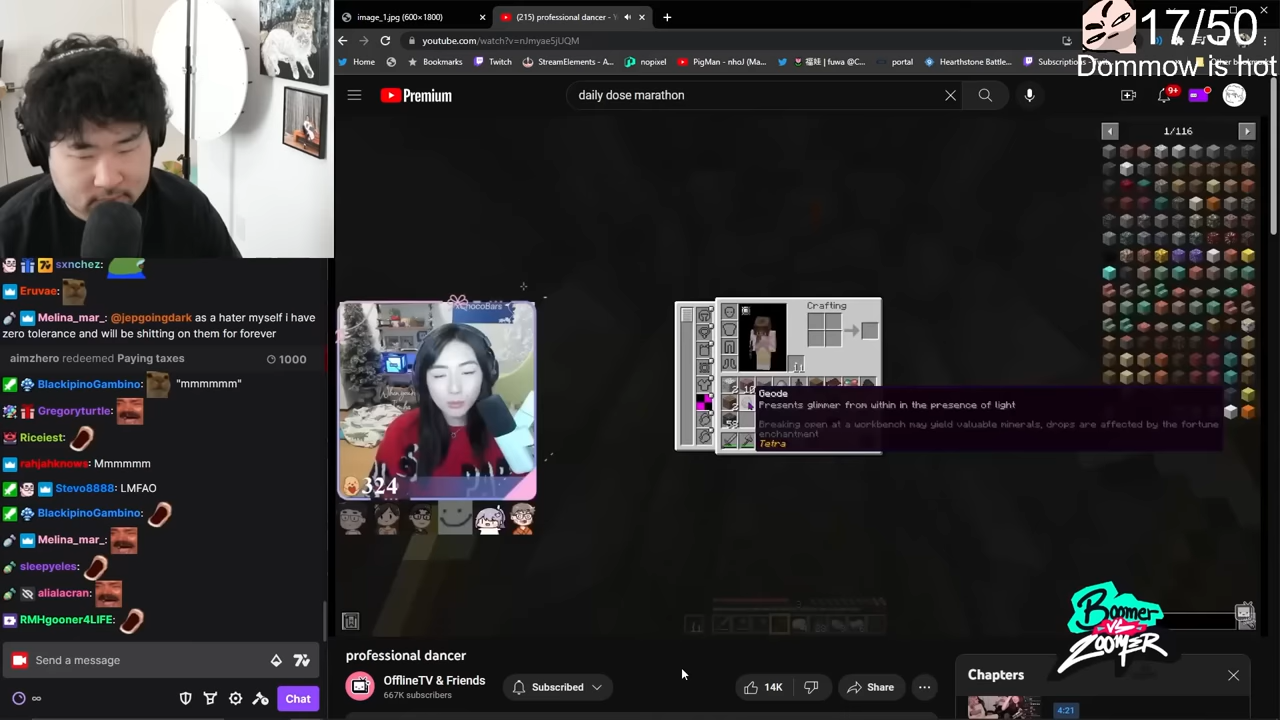 image_1.jpg (600×1800)
(215) professional dancer - Y
17/50
youtube.com/watch?v=nJmyae5jUQM
Home
Bookmarks
Twitch
StreamElements - A...
nopixel
PigMan - nhoJ (Ma...
福哇 | fuwa @C...
portal
Hearthstone Battle...
Subscriptions - Tw
Dommow is hot
Premium
daily dose marathon
9+
1/116
sxnchez:
Eruvae:
Melina_mar_: @jepgoingdark as a hater myself i have
zero tolerance and will be shitting on them for forever
aimzhero redeemed Paying taxes
1000
BlackipinoGambino: "mmmmmm"
Gregoryturtle:
Riceiest:
rahjahknows: Mmmmmm
Stevo8888: LMFAO
BlackipinoGambino:
Melina_mar_:
sleepyeles:
alialacran:
RMHgooner4LIFE:
Send a message
Chat
324
Crafting
11
Geode
Presents glimmer from within in the presence of light
Breaking open at a workbench may yield valuable minerals, drops are affected by the fortune
enchantment
Tetra
Boomer
VS
ZOOMER
professional dancer
OfflineTV & Friends
667K subscribers
Subscribed
14K
Share
Chapters
4:21